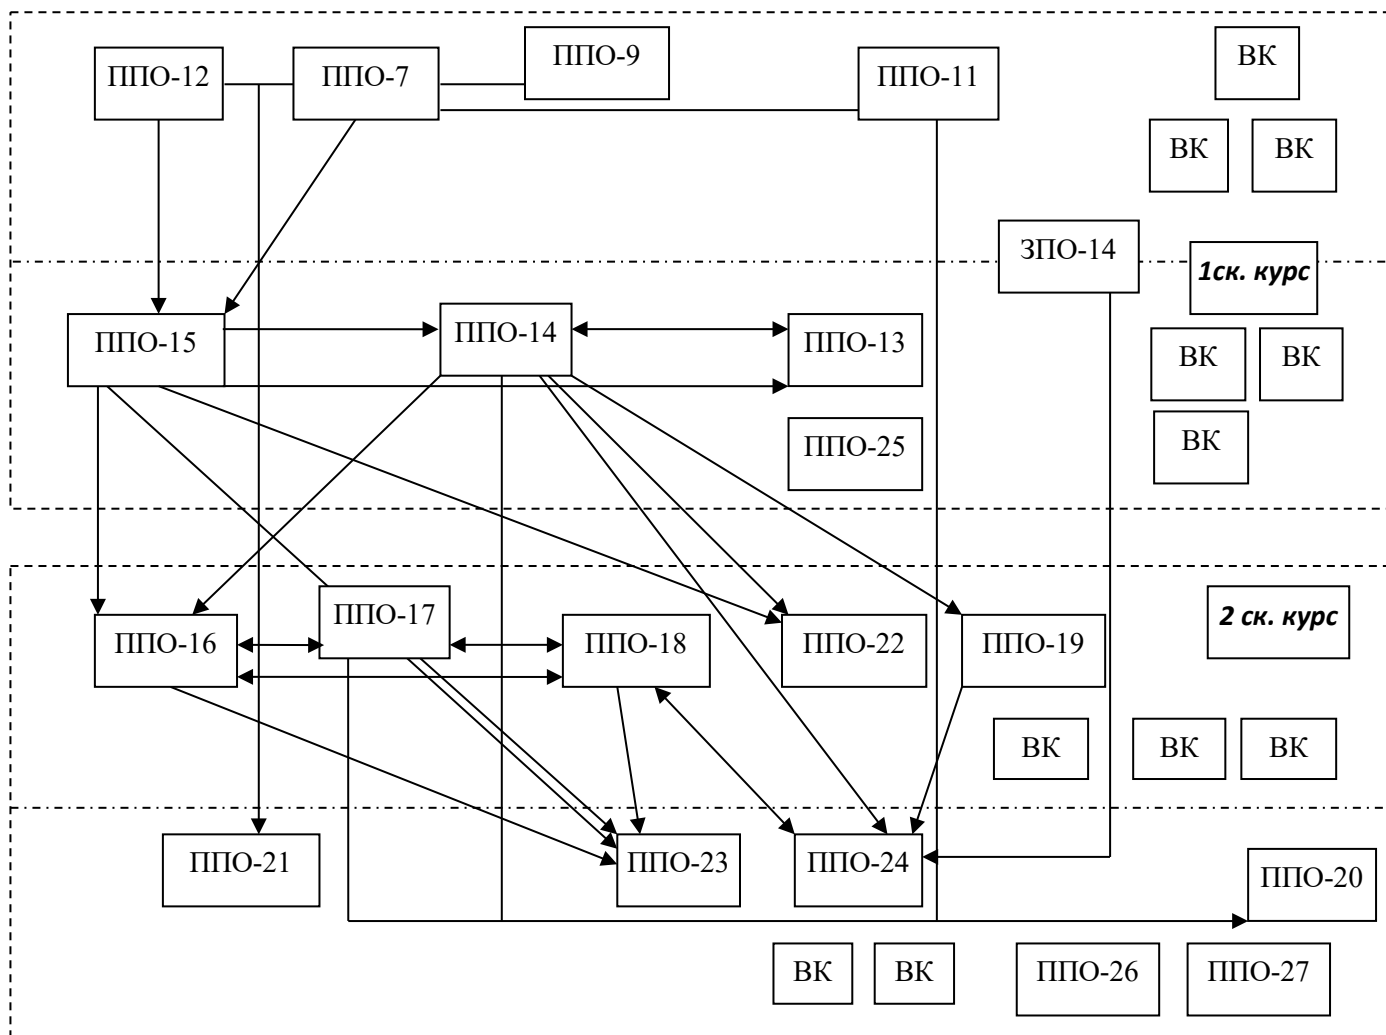 ППО-12
ППО-7
ППО-9
ППО-11
ВК
ВК
ВК
ЗПО-14
1ск. курс
ППО-15
ППО-14
ППО-13
ВК
ВК
ППО-25
ВК
ППО-17
2 ск. курс
ППО-16
ППО-18
ППО-22
ППО-19
ВК
ВК
ВК
ППО-21
ППО-23
ППО-24
ППО-20
ВК
ВК
ППО-26
ППО-27